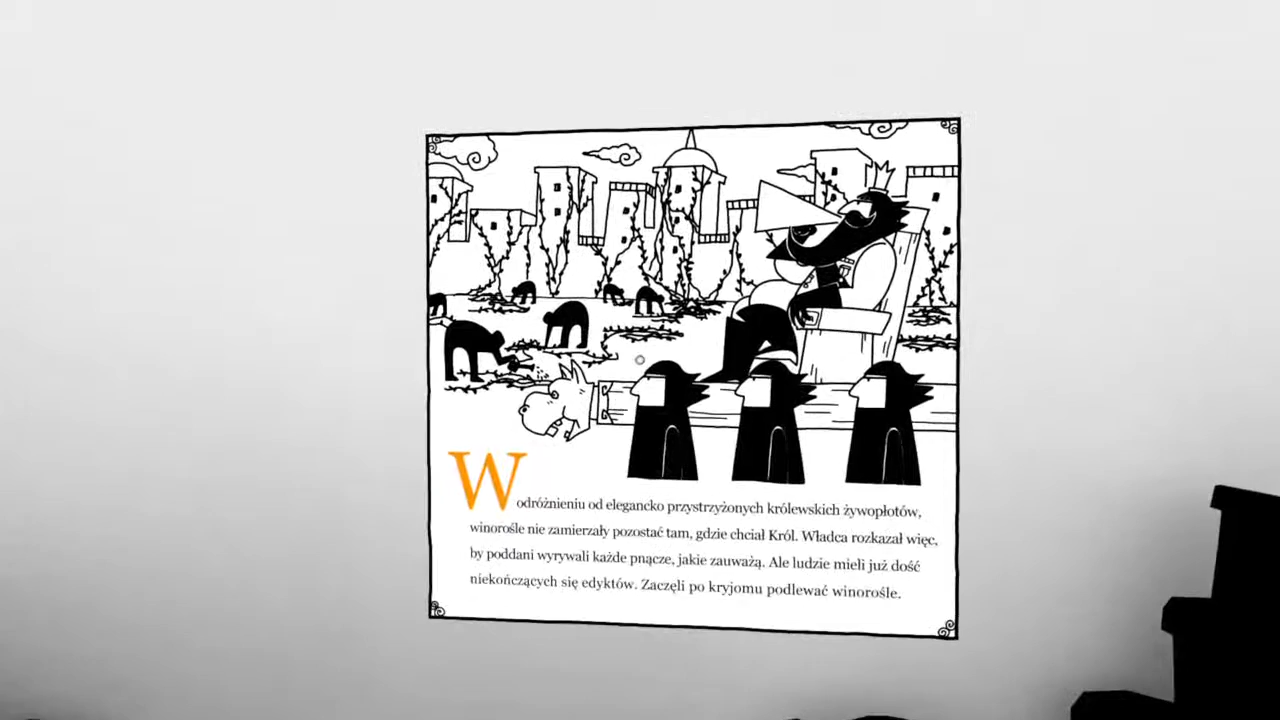 W odróżnieniu od elegancko przystrzyżonych królewskich żywopłotów,
winorośle nie zamierzały pozostać tam, gdzie chciał Król. Władca rozkazał więc,
by poddani wyrywali każde pnącze, jakie zauważą. Ale ludzie mieli już dość
niekończących się edyktów. Zaczęli po kryjomu podlewać winorośle.